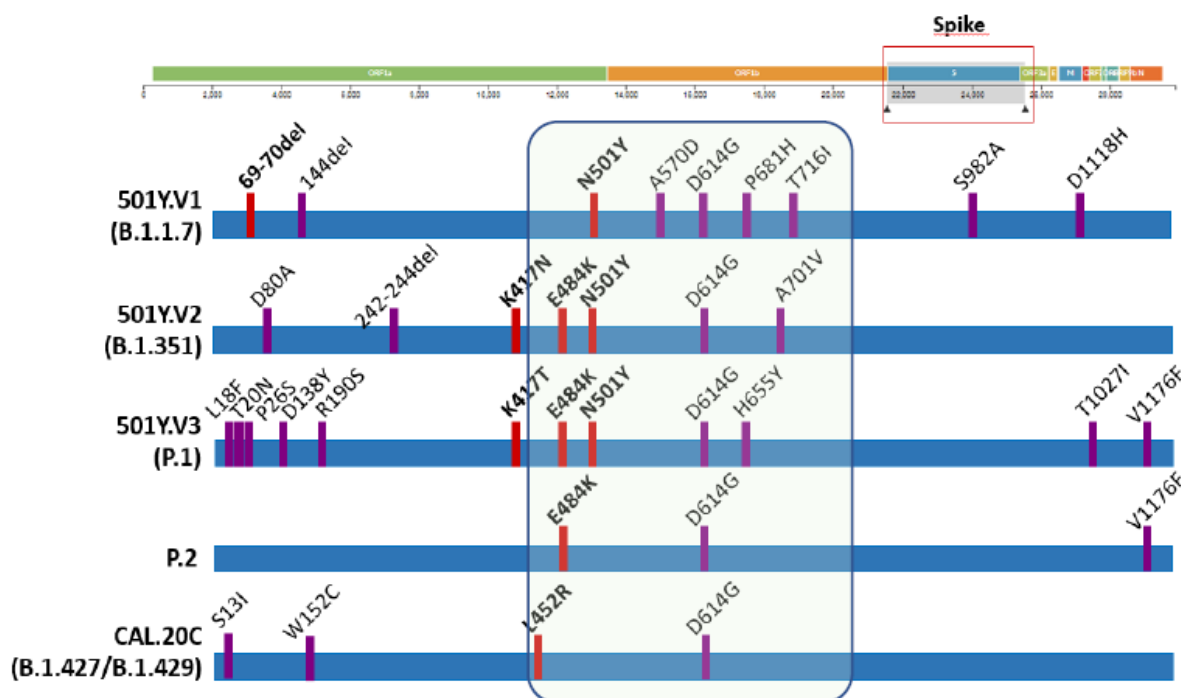 Spike
ORF1a ORF1b S ORF3a E M
0 2,000 4,000 6,000 8,000 10,000 12,000 14,000 16,000 18,000 20,000 22,000 24,000 26,000 28,000
69-70del 144del N501Y A570D D614G P681H T716I S982A D1118H
501Y.V1
(B.1.1.7)
D80A 242-244del K417N E484K N501Y D614G A701V
501Y.V2
(B.1.351)
L18F T20N P26S D138Y R190S K417T E484K N501Y D614G H655Y T1027I V1176F
501Y.V3
(P.1)
E484K D614G V1176F
P.2
S13I W152C L452R D614G
CAL.20C
(B.1.427/B.1.429)